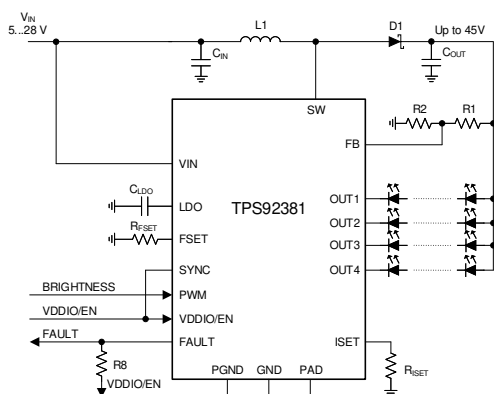 VIN
5...28 V
L1
D1
Up to 45V
CIN
COUT
R2
R1
SW
FB
VIN
CLDO
LDO
TPS92381
OUT1
RFSET
OUT2
FSET
OUT3
SYNC
OUT4
BRIGHTNESS
PWM
VDDIO/EN
VDDIO/EN
FAULT
FAULT
ISET
R8
PGND
GND
PAD
RISET
VDDIO/EN